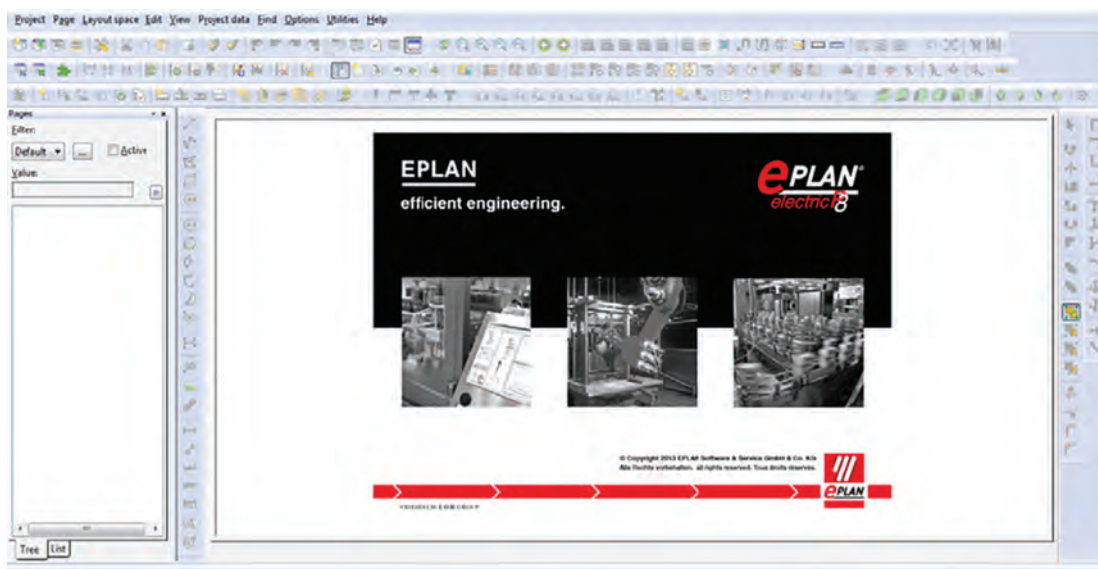 Project Page Layout space Edit View Project data Find Options Utilities Help
Pages
Filter:
Default ... Active
Value:
Tree List
EPLAN
efficient engineering.
ePLAN®
electric P8
© Copyright 2013 EPLAN Software & Service GmbH & Co. KG
Alle Rechte vorbehalten. all rights reserved. Tous droits réservés.
ePLAN